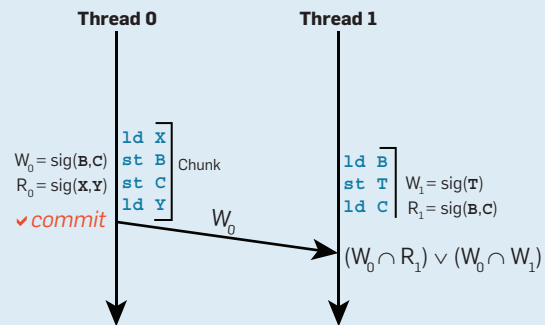 Thread 0
Thread 1
ld X
st B
st C
ld Y
Chunk
W₀ = sig(B,C)
R₀ = sig(X,Y)
✓commit
W₀
ld B
st T
ld C
W₁ = sig(T)
R₁ = sig(B,C)
(W₀ ∩ R₁) ∨ (W₀ ∩ W₁)